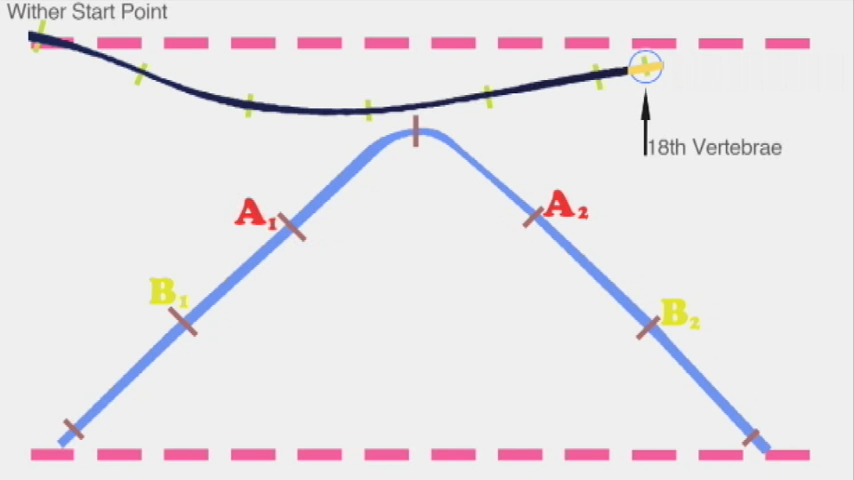 Wither Start Point
18th Vertebrae
A₁
A₂
B₁
B₂